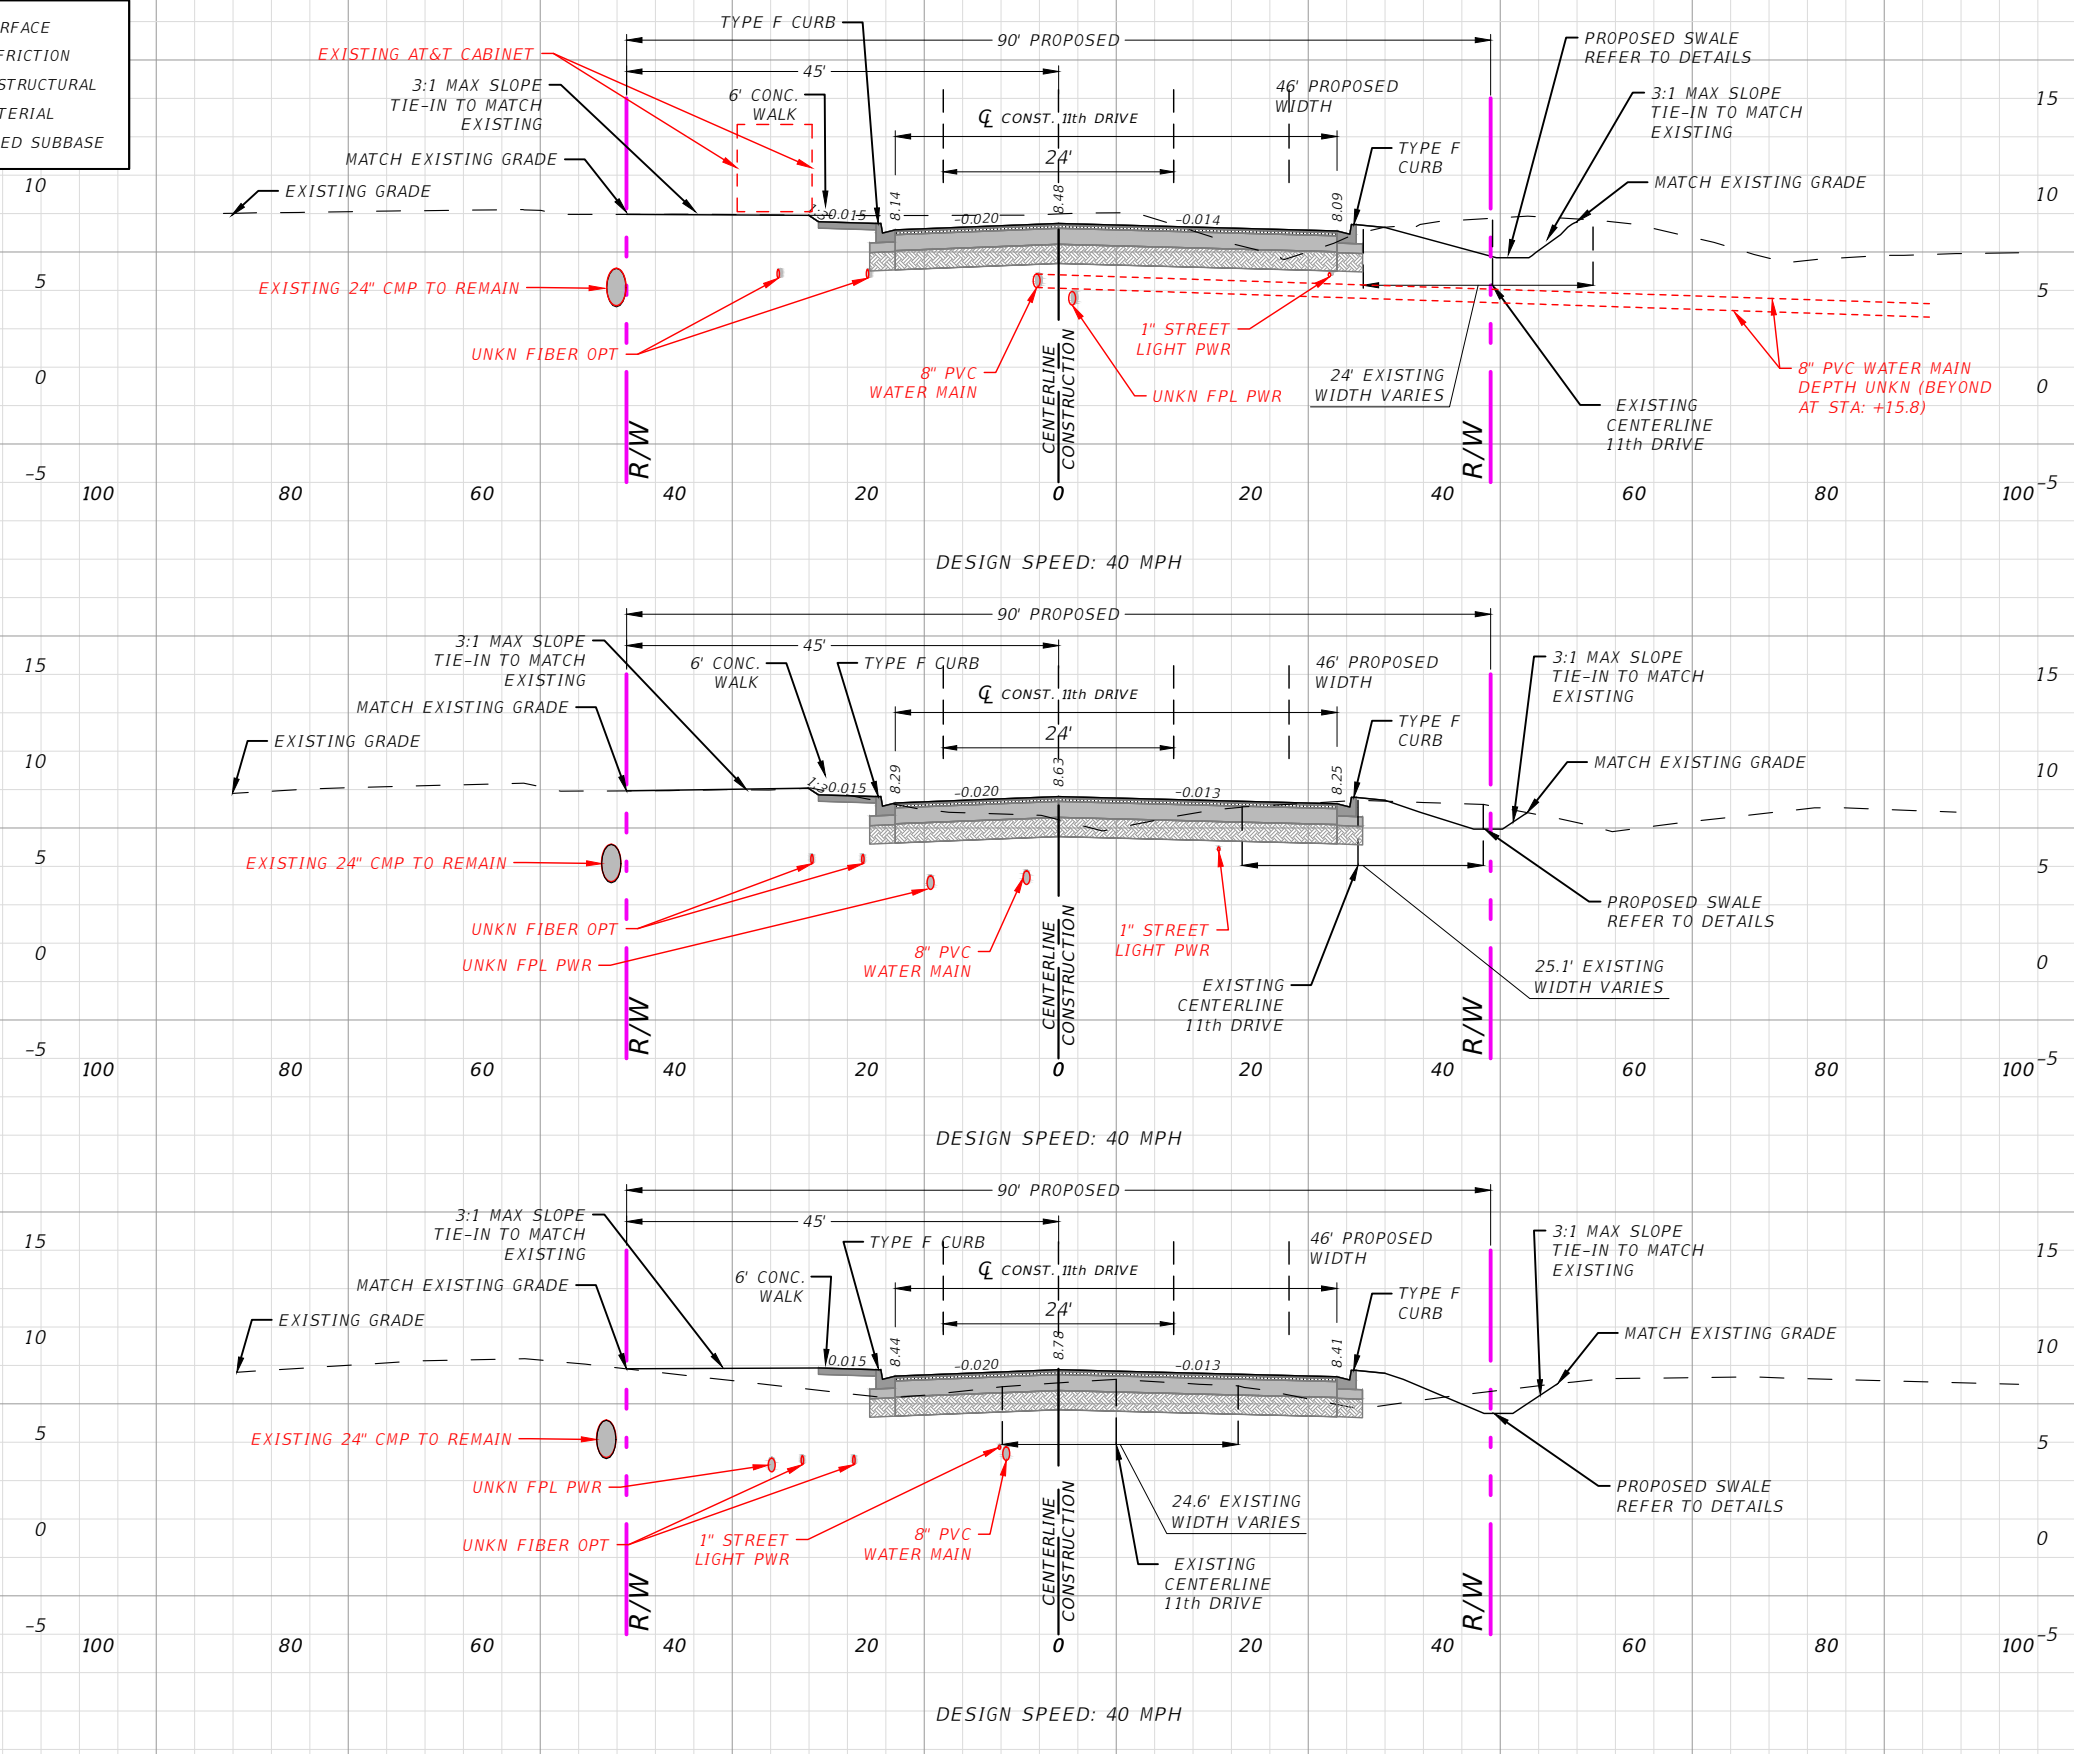 RFACE
FRICTION
STRUCTURAL
TERIAL
ED SUBBASE
TYPE F CURB
90' PROPOSED
EXISTING AT&T CABINET
45'
3:1 MAX SLOPE
TIE-IN TO MATCH
EXISTING
6' CONC.
WALK
46' PROPOSED
WIDTH
PROPOSED SWALE
REFER TO DETAILS
3:1 MAX SLOPE
TIE-IN TO MATCH
EXISTING
15
CL CONST. 11th DRIVE
24'
TYPE F
CURB
MATCH EXISTING GRADE
MATCH EXISTING GRADE
10
EXISTING GRADE
10
8.14
8.48
8.09
0.015
-0.020
-0.014
5
EXISTING 24" CMP TO REMAIN
5
1" STREET
LIGHT PWR
UNKN FIBER OPT
8" PVC
WATER MAIN
UNKN FPL PWR
24' EXISTING
WIDTH VARIES
8" PVC WATER MAIN
DEPTH UNKN (BEYOND
AT STA: +15.8)
0
0
EXISTING
CENTERLINE
11th DRIVE
CENTERLINE
CONSTRUCTION
R/W
R/W
-5
-5
100
80
60
40
20
0
20
40
60
80
100
DESIGN SPEED: 40 MPH
90' PROPOSED
45'
3:1 MAX SLOPE
TIE-IN TO MATCH
EXISTING
6' CONC.
WALK
TYPE F CURB
46' PROPOSED
WIDTH
3:1 MAX SLOPE
TIE-IN TO MATCH
EXISTING
15
15
CL CONST. 11th DRIVE
24'
MATCH EXISTING GRADE
TYPE F
CURB
EXISTING GRADE
MATCH EXISTING GRADE
10
10
8.29
8.63
8.25
0.015
-0.020
-0.013
5
EXISTING 24" CMP TO REMAIN
5
PROPOSED SWALE
REFER TO DETAILS
UNKN FIBER OPT
UNKN FPL PWR
8" PVC
WATER MAIN
1" STREET
LIGHT PWR
EXISTING
CENTERLINE
11th DRIVE
25.1' EXISTING
WIDTH VARIES
0
0
CENTERLINE
CONSTRUCTION
R/W
R/W
-5
-5
100
80
60
40
20
0
20
40
60
80
100
DESIGN SPEED: 40 MPH
90' PROPOSED
45'
3:1 MAX SLOPE
TIE-IN TO MATCH
EXISTING
TYPE F CURB
46' PROPOSED
WIDTH
3:1 MAX SLOPE
TIE-IN TO MATCH
EXISTING
15
15
CL CONST. 11th DRIVE
24'
MATCH EXISTING GRADE
6' CONC.
WALK
TYPE F
CURB
EXISTING GRADE
MATCH EXISTING GRADE
10
10
8.44
8.78
8.41
0.015
-0.020
-0.013
5
EXISTING 24" CMP TO REMAIN
5
UNKN FPL PWR
UNKN FIBER OPT
1" STREET
LIGHT PWR
8" PVC
WATER MAIN
24.6' EXISTING
WIDTH VARIES
EXISTING
CENTERLINE
11th DRIVE
PROPOSED SWALE
REFER TO DETAILS
0
0
CENTERLINE
CONSTRUCTION
R/W
R/W
-5
-5
100
80
60
40
20
0
20
40
60
80
100
DESIGN SPEED: 40 MPH